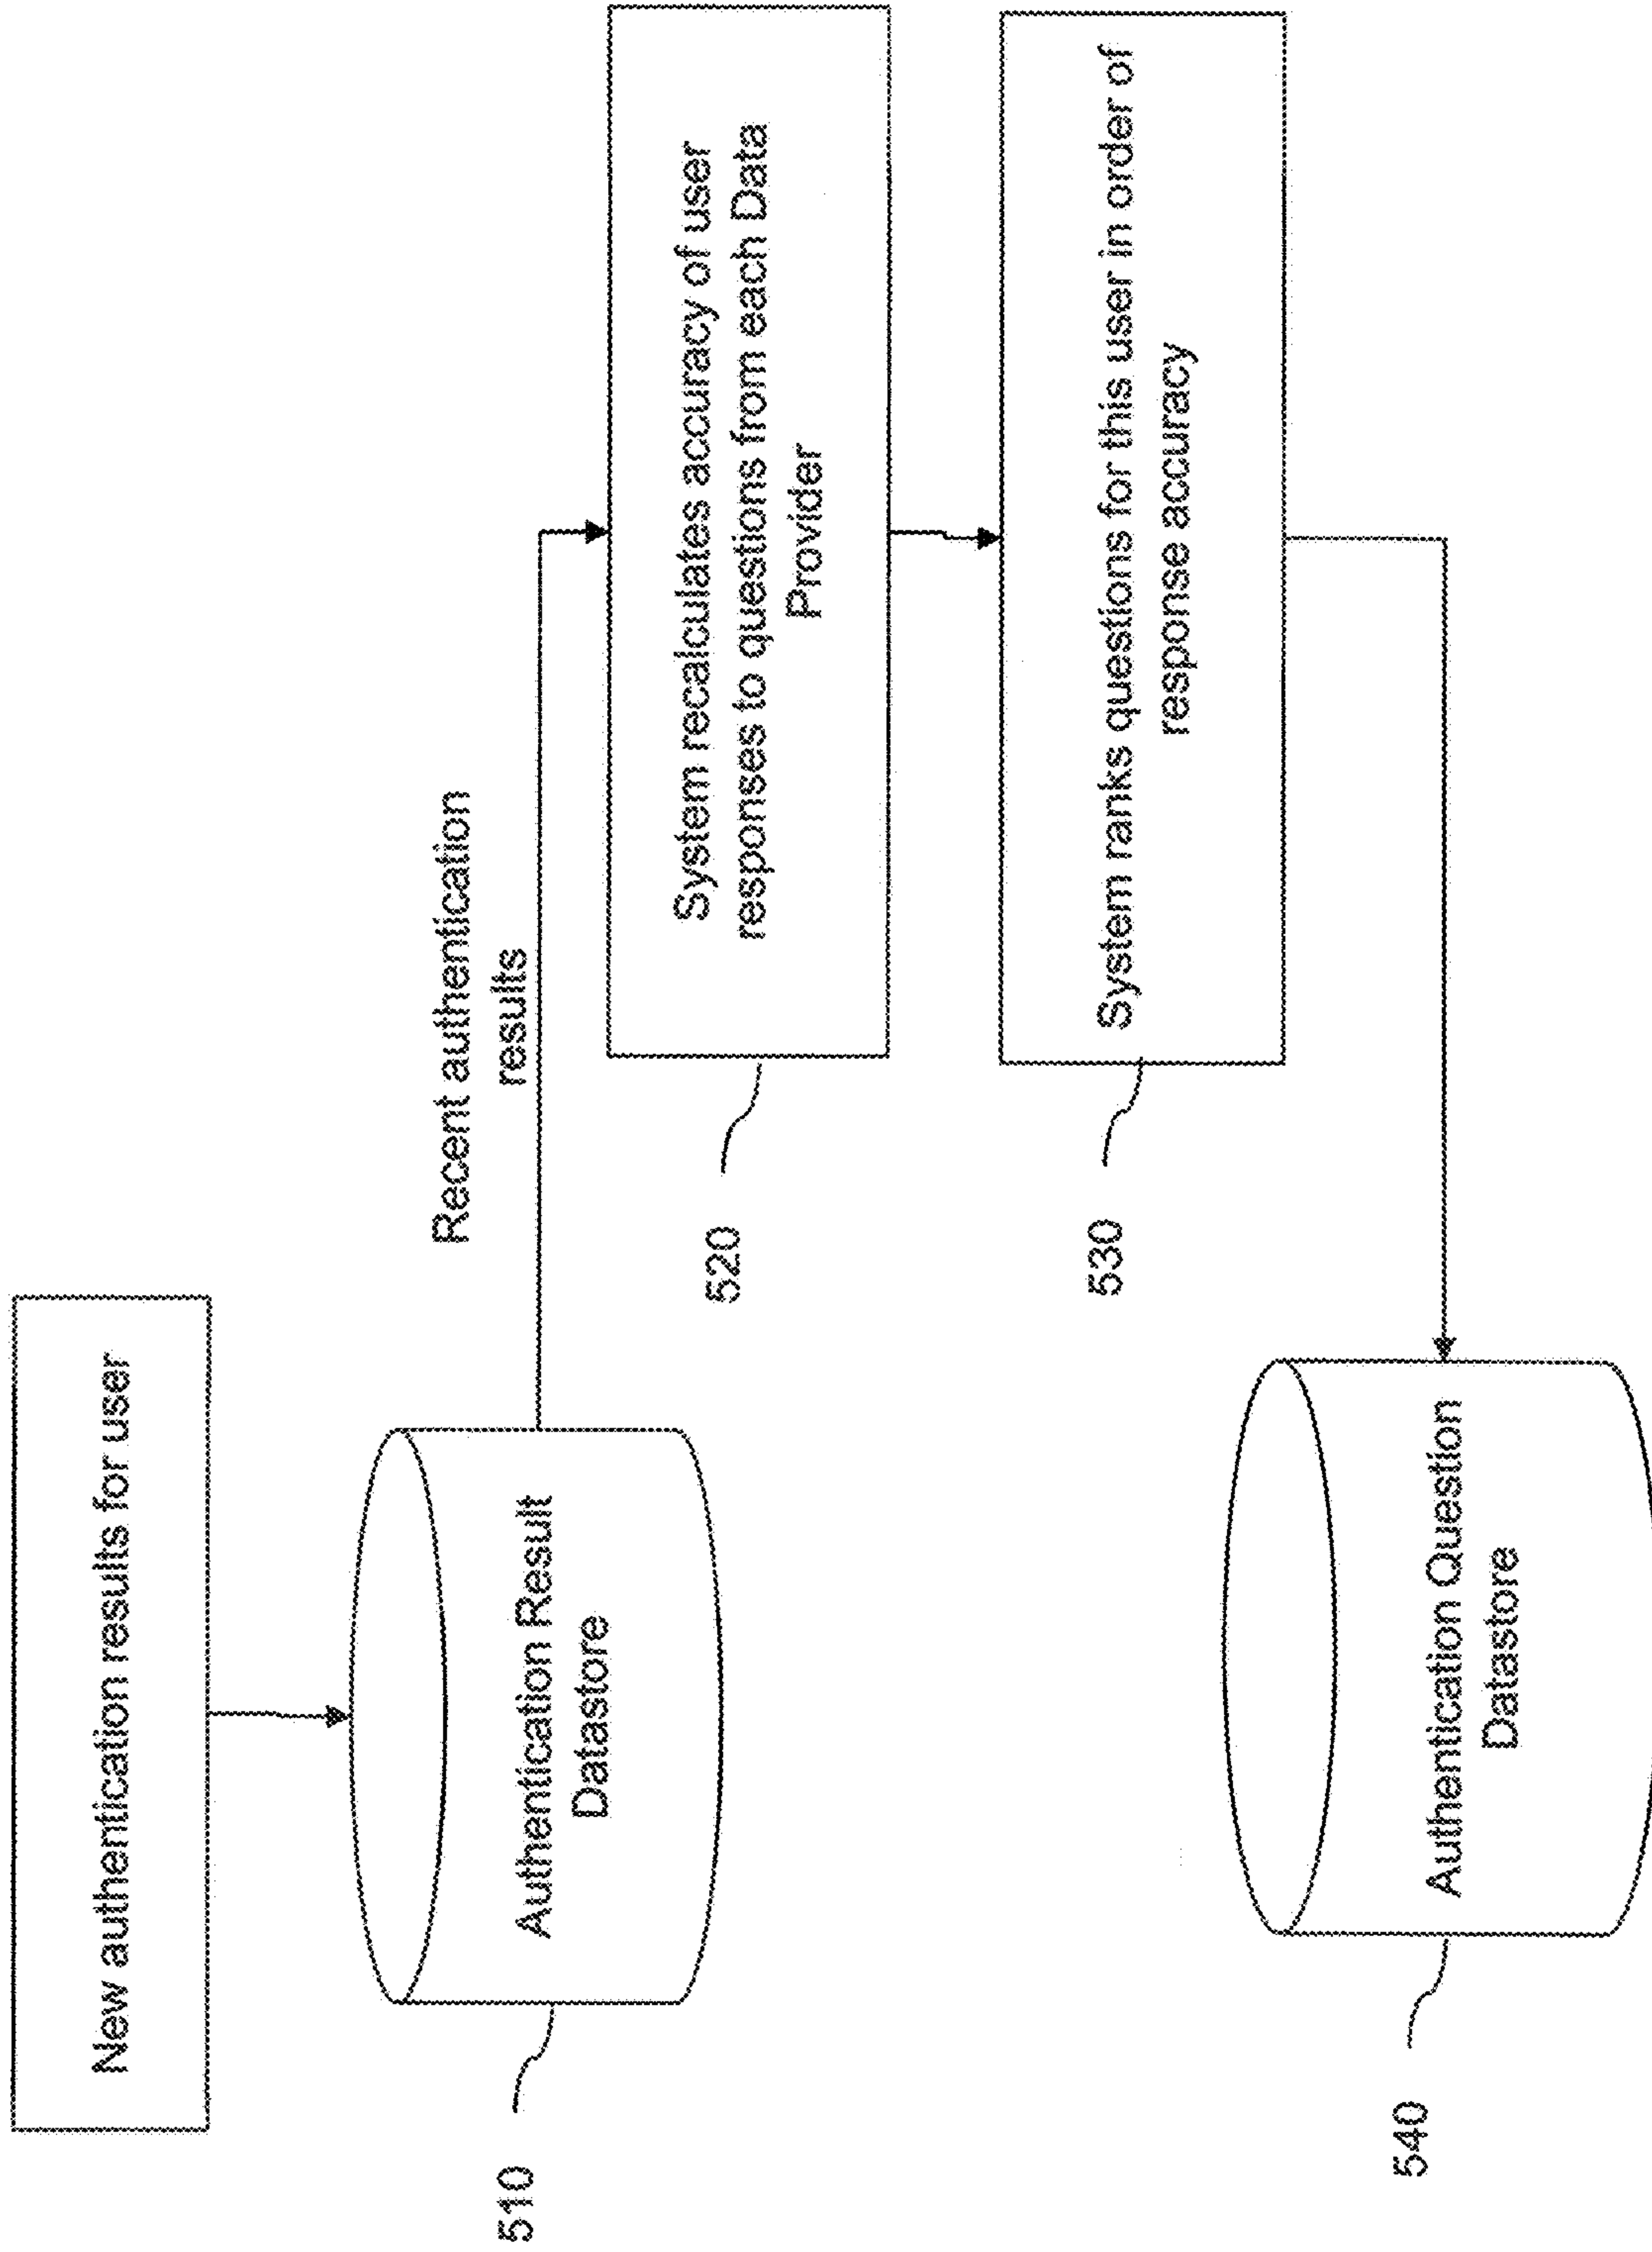 New authentication results for user
510
Authentication Result
Datastore
Recent authentication
results
520
System recalculates accuracy of user
responses to questions from each Data
Provider
530
System ranks questions for this user in order of
response accuracy
540
Authentication Question
Datastore